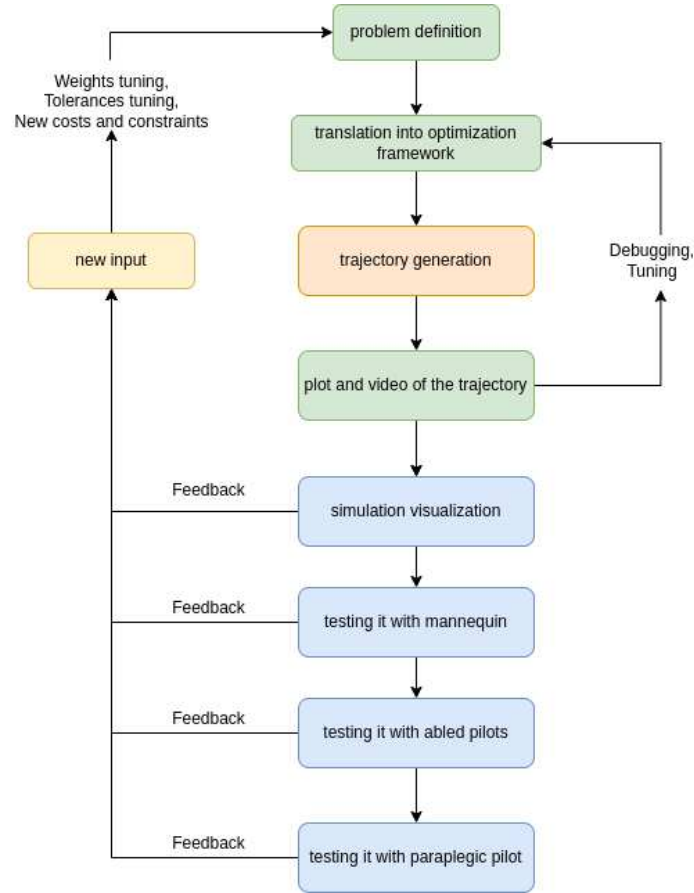 problem definition
Weights tuning,
Tolerances tuning,
New costs and constraints
translation into optimization
framework
new input
trajectory generation
Debugging,
Tuning
plot and video of the trajectory
Feedback
simulation visualization
Feedback
testing it with mannequin
Feedback
testing it with abled pilots
Feedback
testing it with paraplegic pilot